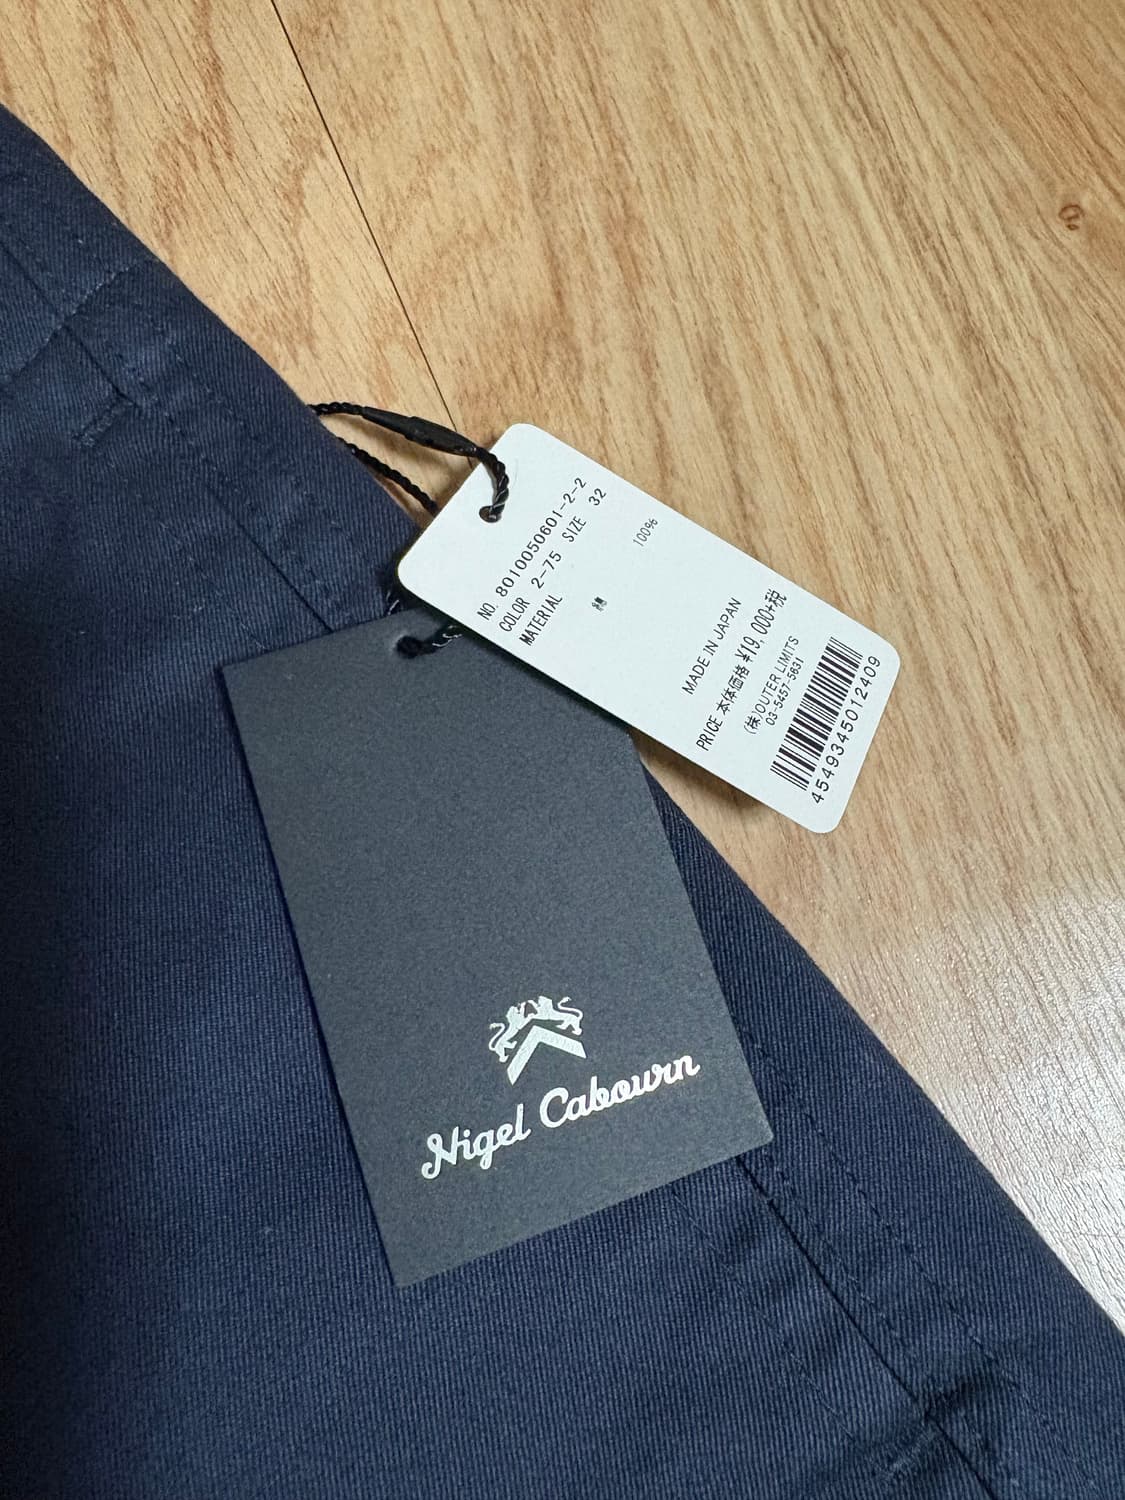 NO. 8010050601-2-2
COLOR 2-75 SIZE 32
MATERIAL
綿 100%
MADE IN JAPAN
PRICE 本体価格 ¥19,000+税
(株)OUTER LIMITS
03-5457-5631
4549345012409
Nigel Cabourn